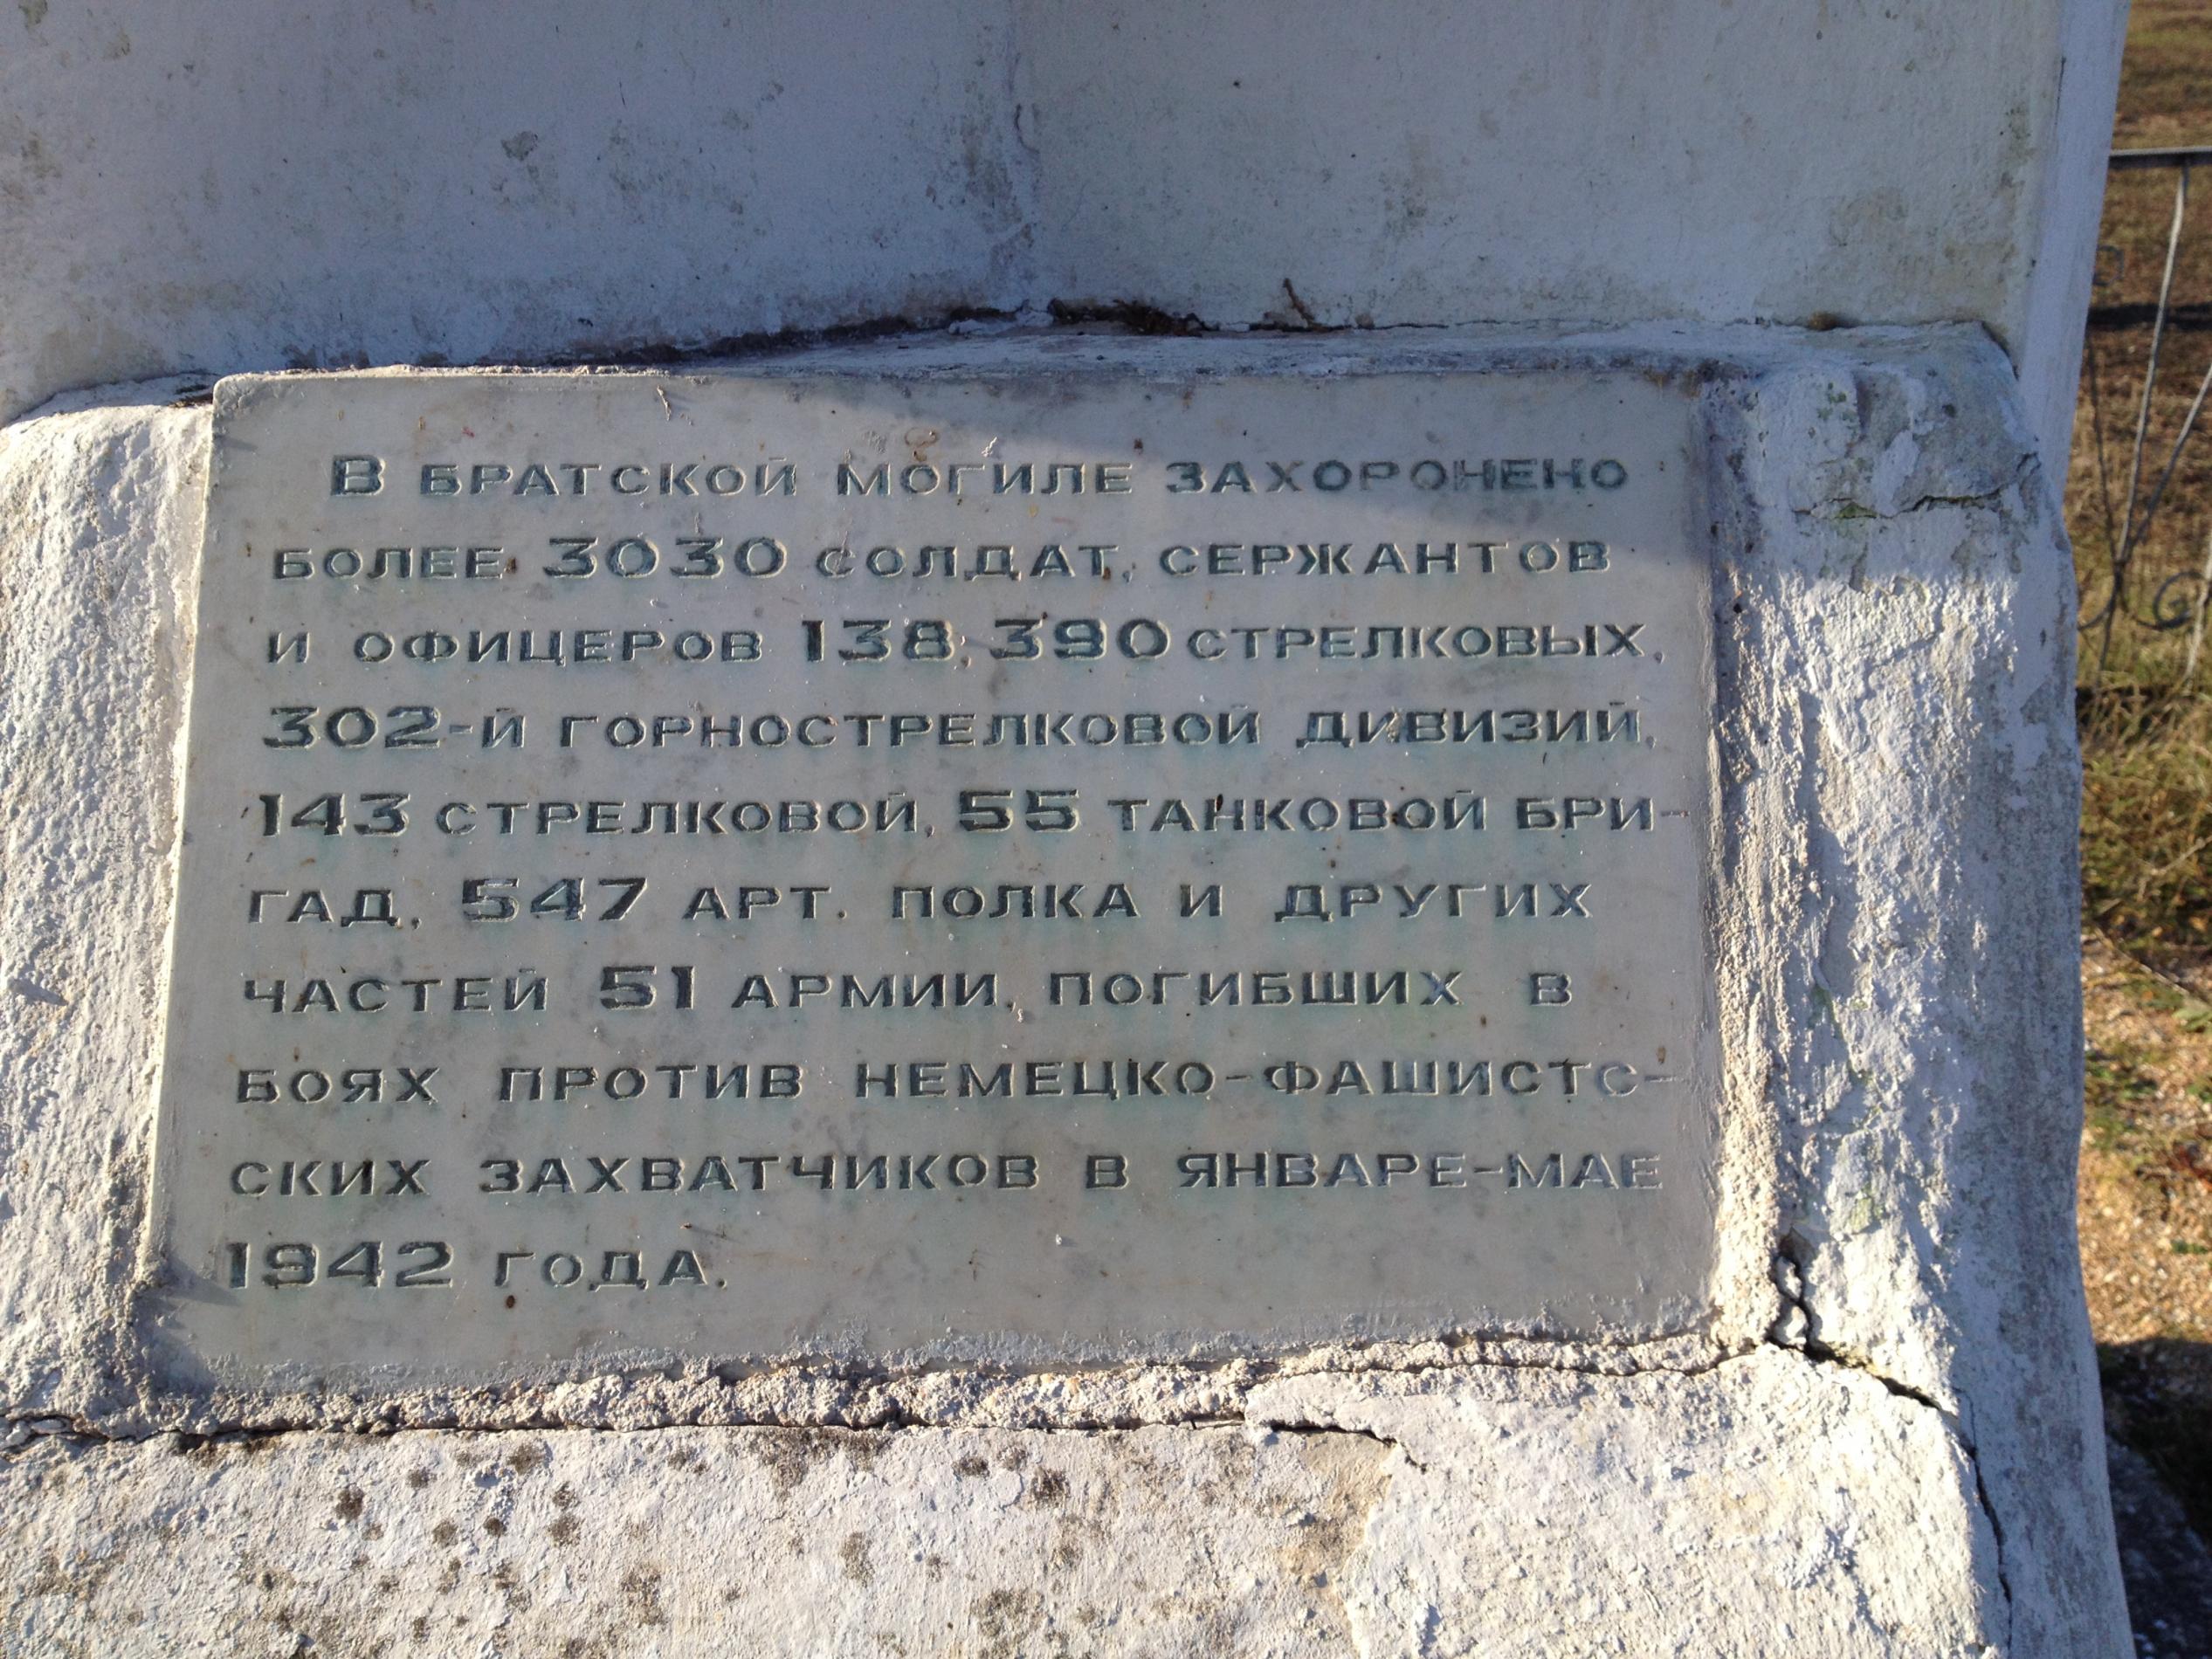 В БРАТСКОЙ МОГИЛЕ ЗАХОРОНЕНО
БОЛЕЕ 3030 СОЛДАТ, СЕРЖАНТОВ
И ОФИЦЕРОВ 138, 390 СТРЕЛКОВЫХ,
302-Й ГОРНОСТРЕЛКОВОЙ ДИВИЗИЙ,
143 СТРЕЛКОВОЙ, 55 ТАНКОВОЙ БРИ-
ГАД, 547 АРТ. ПОЛКА И ДРУГИХ
ЧАСТЕЙ 51 АРМИИ, ПОГИБШИХ В
БОЯХ ПРОТИВ НЕМЕЦКО-ФАШИСТС-
СКИХ ЗАХВАТЧИКОВ В ЯНВАРЕ-МАЕ
1942 ГОДА.